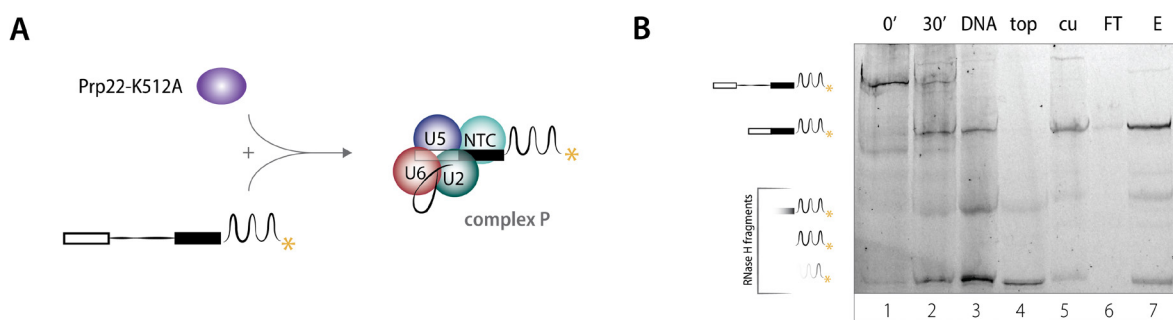 A
Prp22-K512A
+
U5
NTC
U6
U2
*
complex P
*
B
0' 30' DNA top cu FT E
*
*
RNase H fragments
*
*
*
1 2 3 4 5 6 7